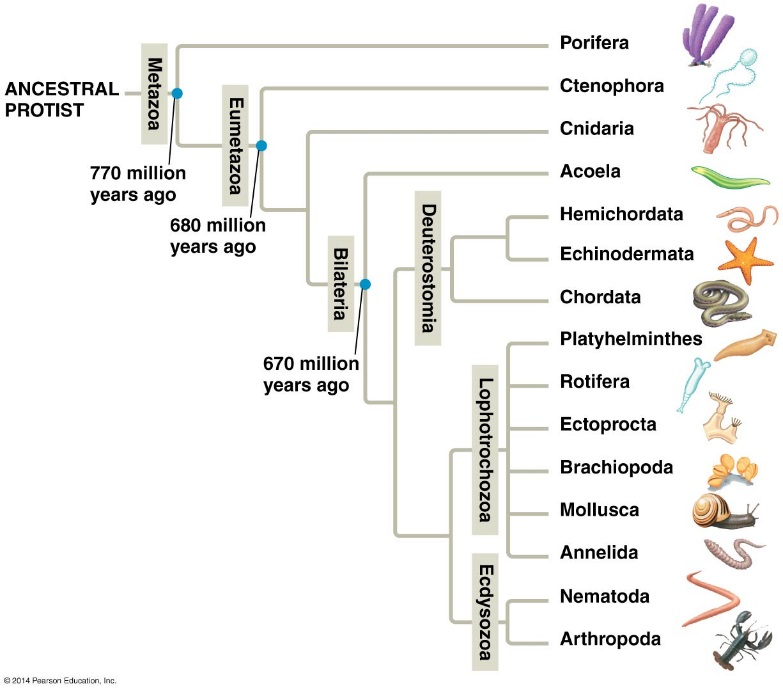 ANCESTRAL
PROTIST
Metazoa
770 million
years ago
Eumetazoa
680 million
years ago
Bilateria
670 million
years ago
Deuterostomia
Lophotrochozoa
Ecdysozoa
Porifera
Ctenophora
Cnidaria
Acoela
Hemichordata
Echinodermata
Chordata
Platyhelminthes
Rotifera
Ectoprocta
Brachiopoda
Mollusca
Annelida
Nematoda
Arthropoda
© 2014 Pearson Education, Inc.